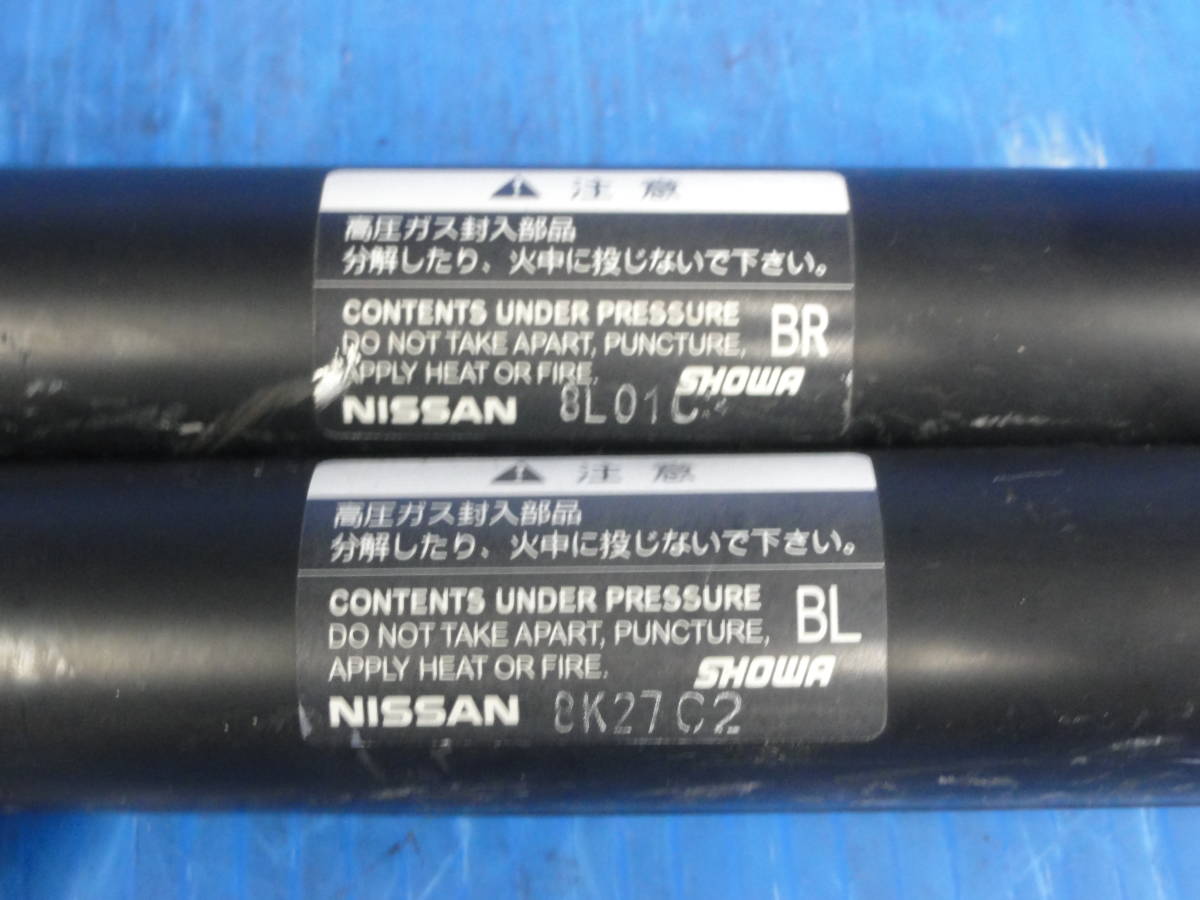 注意
高圧ガス封入部品
分解したり、火中に投じないで下さい。
CONTENTS UNDER PRESSURE BR
DO NOT TAKE APART, PUNCTURE,
APPLY HEAT OR FIRE. SHOWA
NISSAN
注意
高圧ガス封入部品
分解したり、火中に投じないで下さい。
CONTENTS UNDER PRESSURE BL
DO NOT TAKE APART, PUNCTURE,
APPLY HEAT OR FIRE. SHOWA
NISSAN 8K27C2